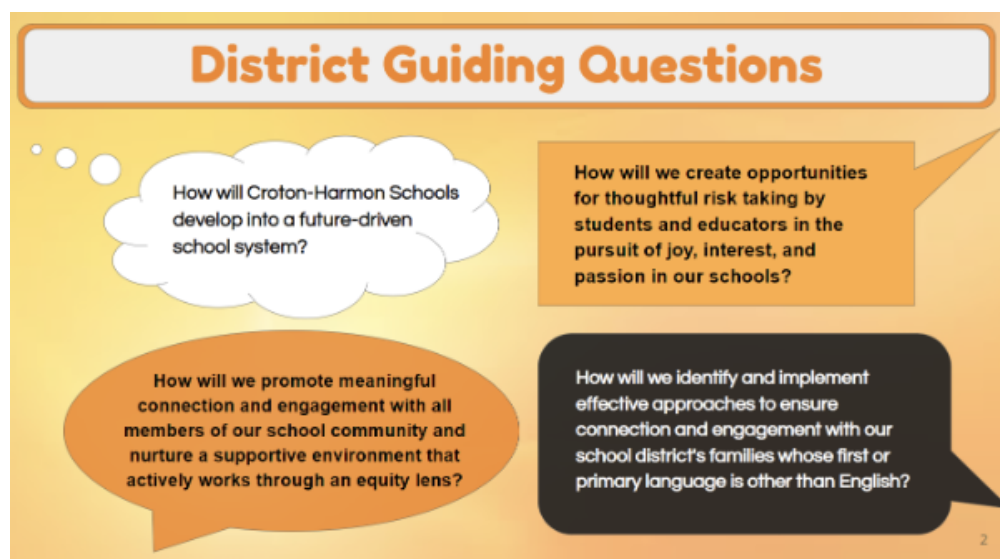 District Guiding Questions
How will Croton-Harmon Schools
develop into a future-driven
school system?
How will we create opportunities
for thoughtful risk taking by
students and educators in the
pursuit of joy, interest, and
passion in our schools?
How will we promote meaningful
connection and engagement with all
members of our school community and
nurture a supportive environment that
actively works through an equity lens?
How will we identify and implement
effective approaches to ensure
connection and engagement with our
school district's families whose first or
primary language is other than English?
2